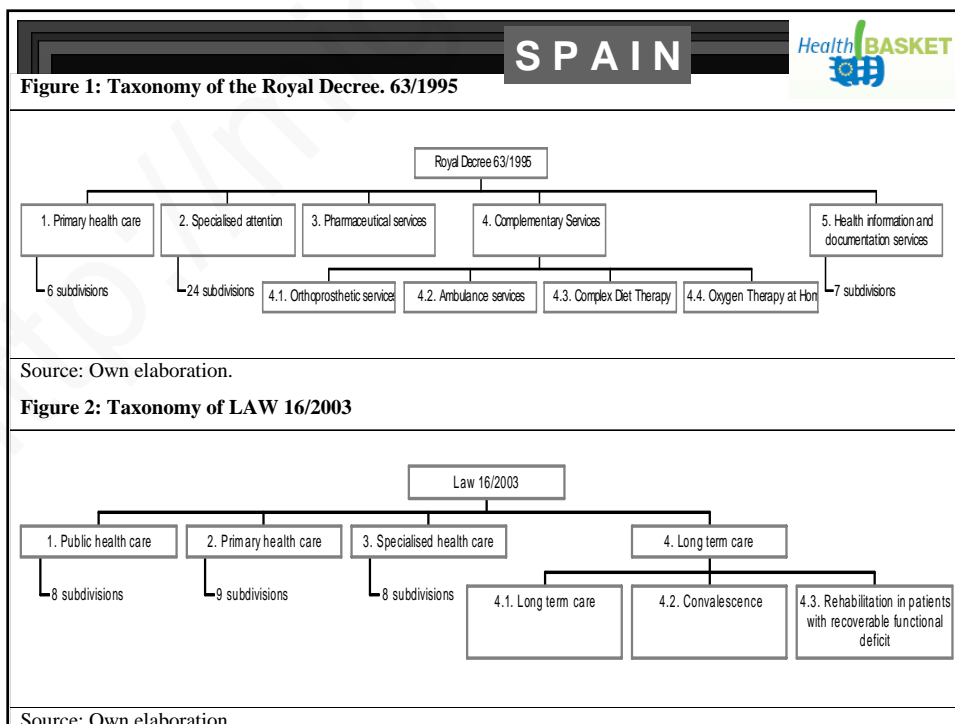 SPAIN
Health BASKET
Figure 1: Taxonomy of the Royal Decree. 63/1995
Royal Decree 63/1995
1. Primary health care
2. Specialised attention
3. Pharmaceutical services
4. Complementary Services
5. Health information and
documentation services
6 subdivisions
24 subdivisions
4.1. Orthoprosthetic service
4.2. Ambulance services
4.3. Complex Diet Therapy
4.4. Oxygen Therapy at Hom
7 subdivisions
Source: Own elaboration.
Figure 2: Taxonomy of LAW 16/2003
Law 16/2003
1. Public health care
2. Primary health care
3. Specialised health care
4. Long term care
8 subdivisions
9 subdivisions
8 subdivisions
4.1. Long term care
4.2. Convalescence
4.3. Rehabilitation in patients
with recoverable functional
deficit
Source: Own elaboration